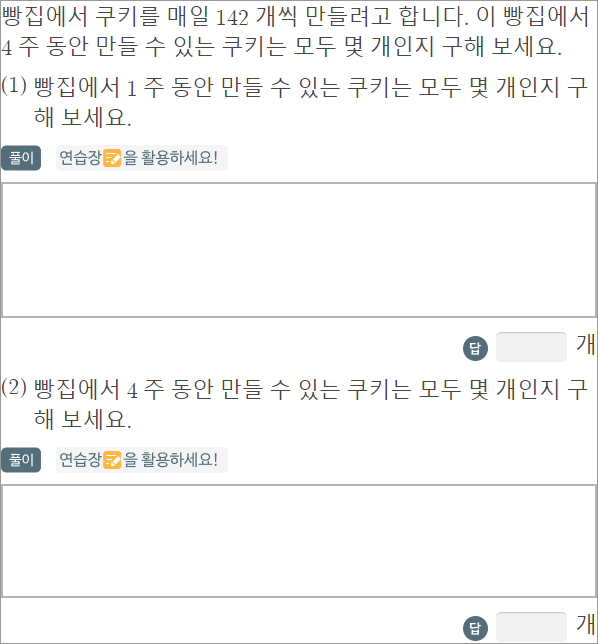 빵집에서 쿠키를 매일 142 개씩 만들려고 합니다. 이 빵집에서
4 주 동안 만들 수 있는 쿠키는 모두 몇 개인지 구해 보세요.
(1) 빵집에서 1 주 동안 만들 수 있는 쿠키는 모두 몇 개인지 구
해 보세요.
풀이 연습장을 활용하세요!
답 개
(2) 빵집에서 4 주 동안 만들 수 있는 쿠키는 모두 몇 개인지 구
해 보세요.
풀이 연습장을 활용하세요!
답 개